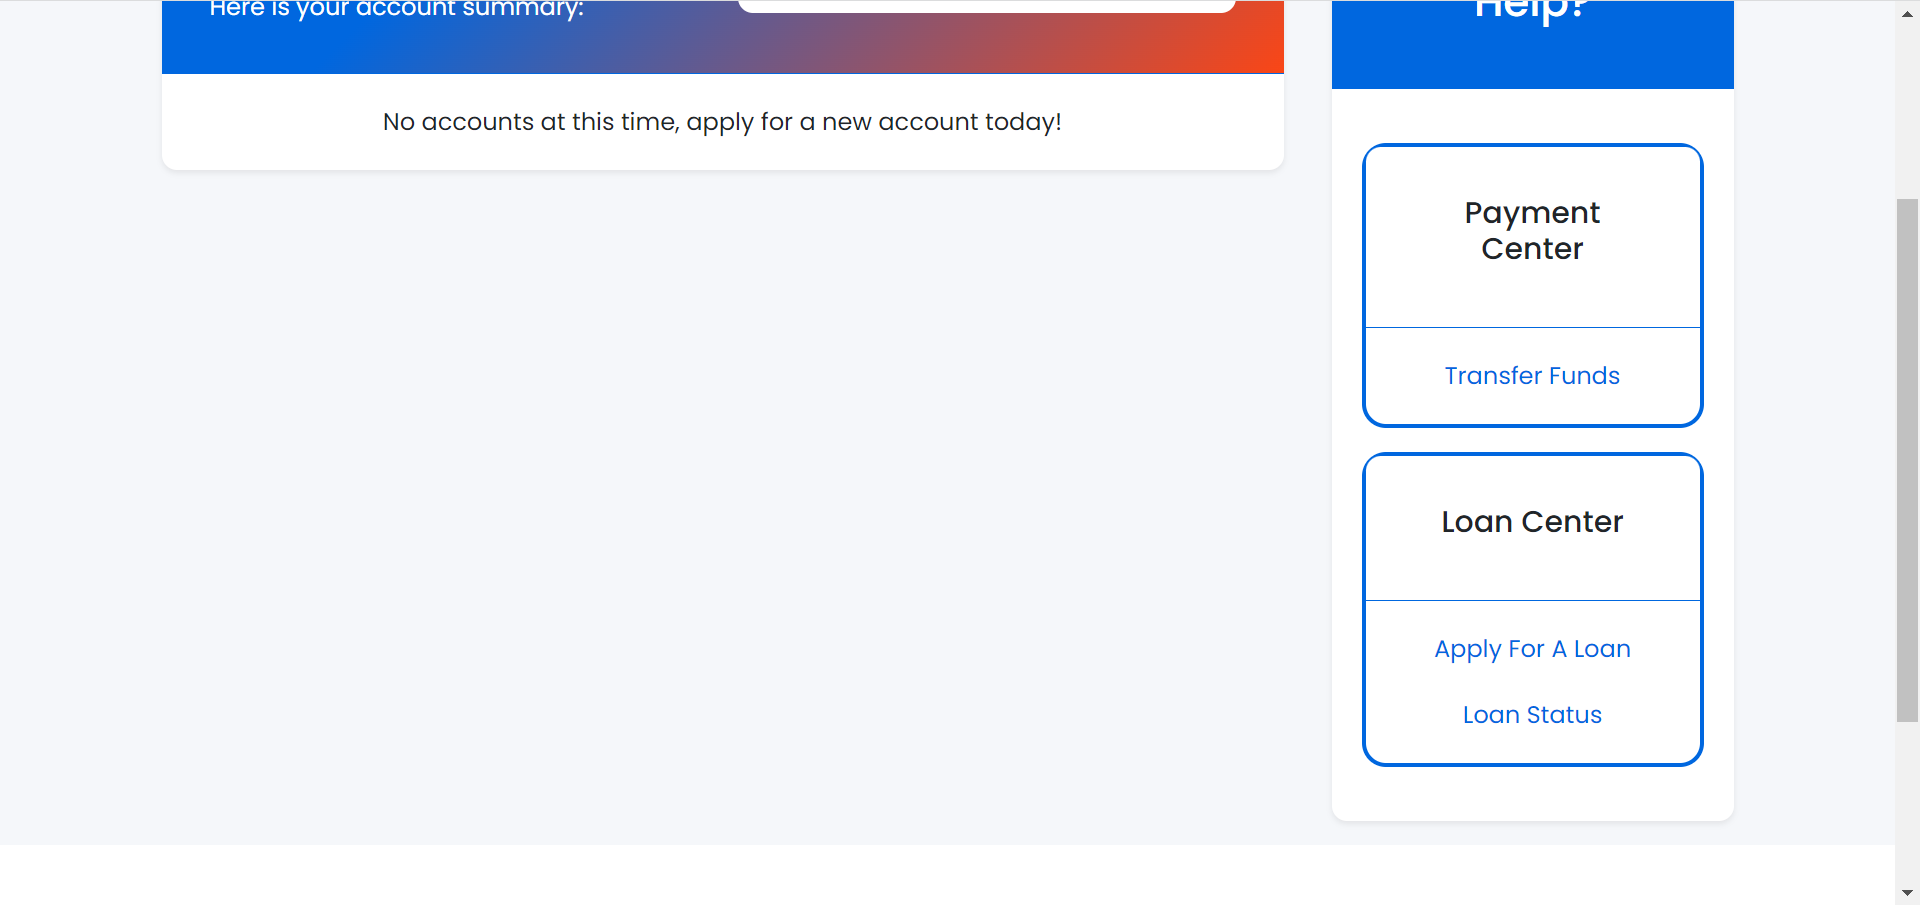 Here is your account summary:
Help?
No accounts at this time, apply for a new account today!
Payment
Center
Transfer Funds
Loan Center
Apply For A Loan
Loan Status